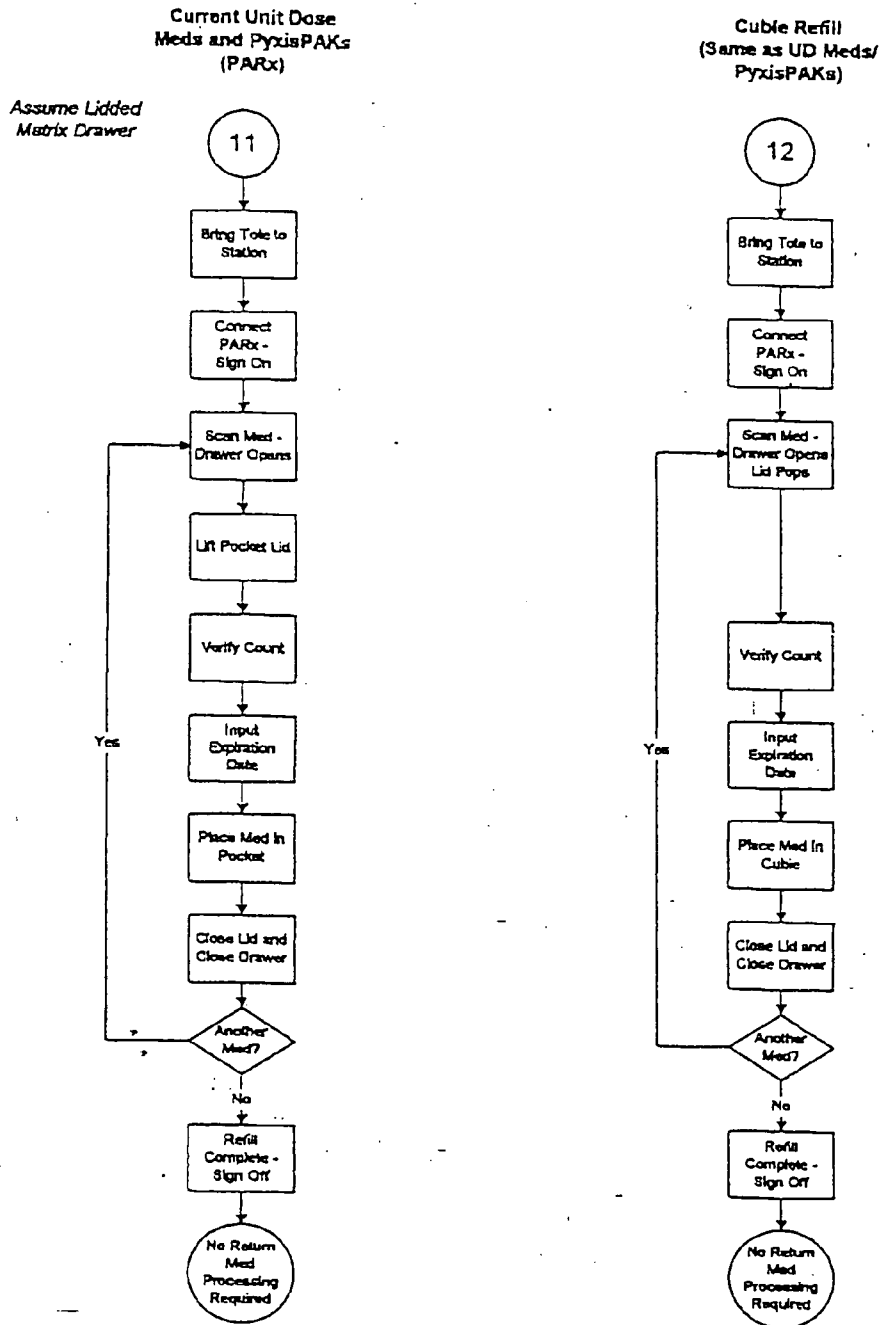 Current Unit Dose
Meds and PyxisPAKs
(PARx)
Assume Lidded
Matrix Drawer
11
Bring Tote to
Station
Connect
PARx -
Sign On
Scan Med -
Drawer Opens
Lift Pocket Lid
Verify Count
Input
Expiration
Date
Place Med In
Pocket
Close Lid and
Close Drawer
Another
Med?
Yes
No
Refill
Complete -
Sign Off
No Return
Med
Processing
Required
Cubie Refill
(Same as UD Meds/
PyxisPAKs)
12
Bring Tote to
Station
Connect
PARx -
Sign On
Scan Med -
Drawer Opens
Lid Pops
Verify Count
Input
Expiration
Date
Place Med In
Cubie
Close Lid and
Close Drawer
Another
Med?
Yes
No
Refill
Complete -
Sign Off
No Return
Med
Processing
Required